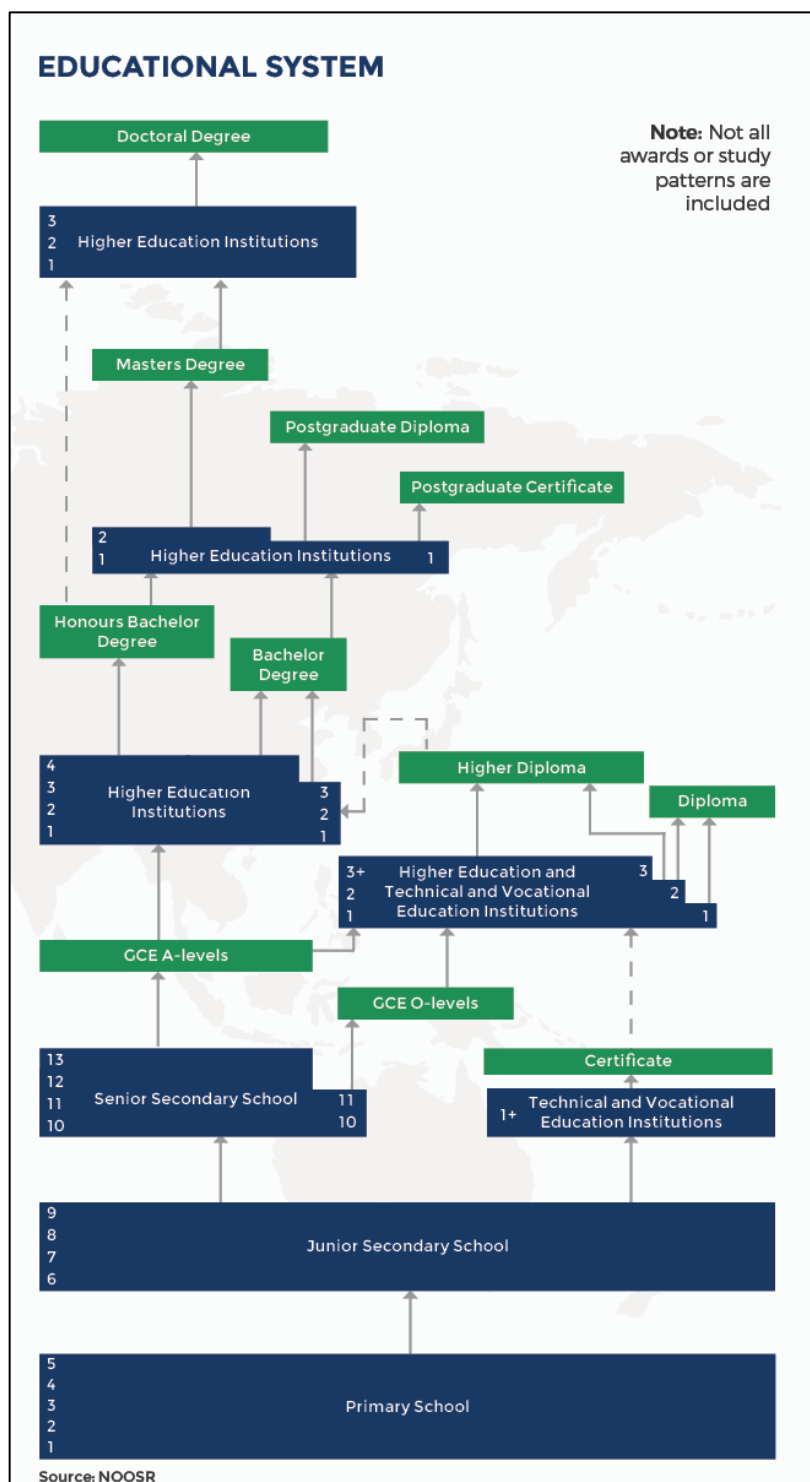 EDUCATIONAL SYSTEM
Note: Not all
awards or study
patterns are
included
Doctoral Degree
3
2
1
Higher Education Institutions
Masters Degree
Postgraduate Diploma
Postgraduate Certificate
2
1
Higher Education Institutions
1
Honours Bachelor
Degree
Bachelor
Degree
4
3
2
1
Higher Education
Institutions
3
2
1
Higher Diploma
Diploma
3+
2
1
Higher Education and
Technical and Vocational
Education Institutions
3
2
1
GCE A-levels
GCE O-levels
13
12
11
10
Senior Secondary School
11
10
Certificate
1+
Technical and Vocational
Education Institutions
9
8
7
6
Junior Secondary School
5
4
3
2
1
Primary School
Source: NOOSR